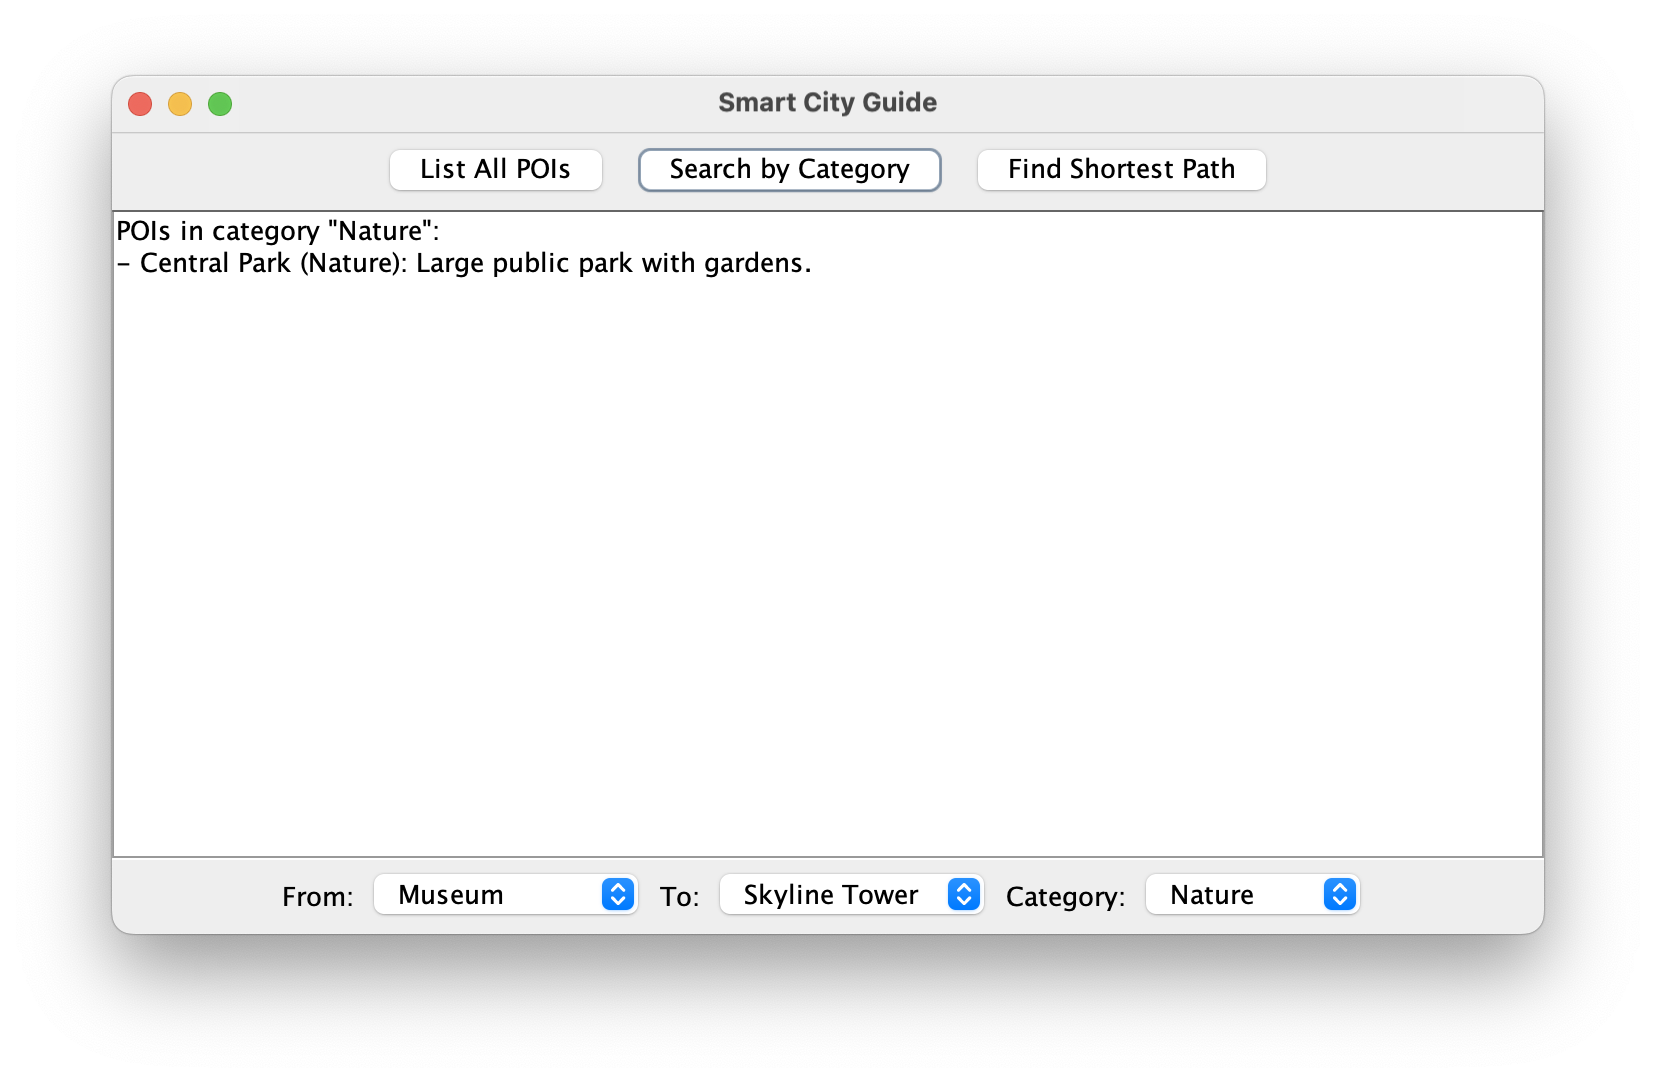 Smart City Guide
List All POIs
Search by Category
Find Shortest Path
POIs in category "Nature":
- Central Park (Nature): Large public park with gardens.
From: Museum To: Skyline Tower Category: Nature